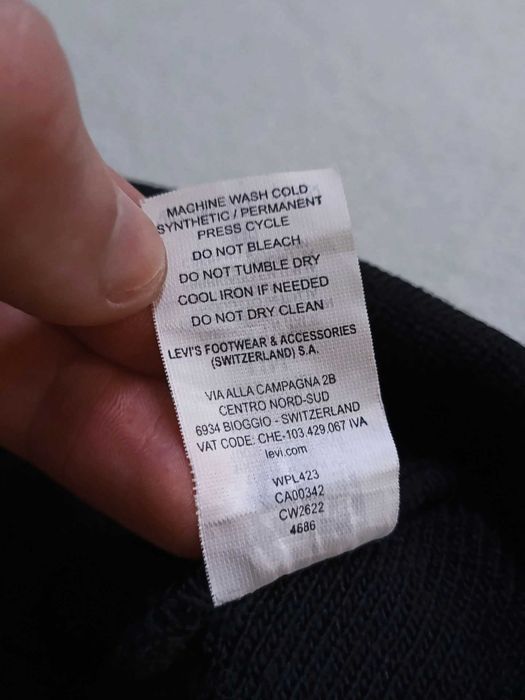 MACHINE WASH COLD
SYNTHETIC / PERMANENT
PRESS CYCLE
DO NOT BLEACH
DO NOT TUMBLE DRY
COOL IRON IF NEEDED
DO NOT DRY CLEAN
LEVI'S FOOTWEAR & ACCESSORIES
(SWITZERLAND) S.A.
VIA ALLA CAMPAGNA 2B
CENTRO NORD-SUD
6934 BIOGGIO - SWITZERLAND
VAT CODE: CHE-103.429.067 IVA
levi.com
WPL423
CA00342
CW2622
4686